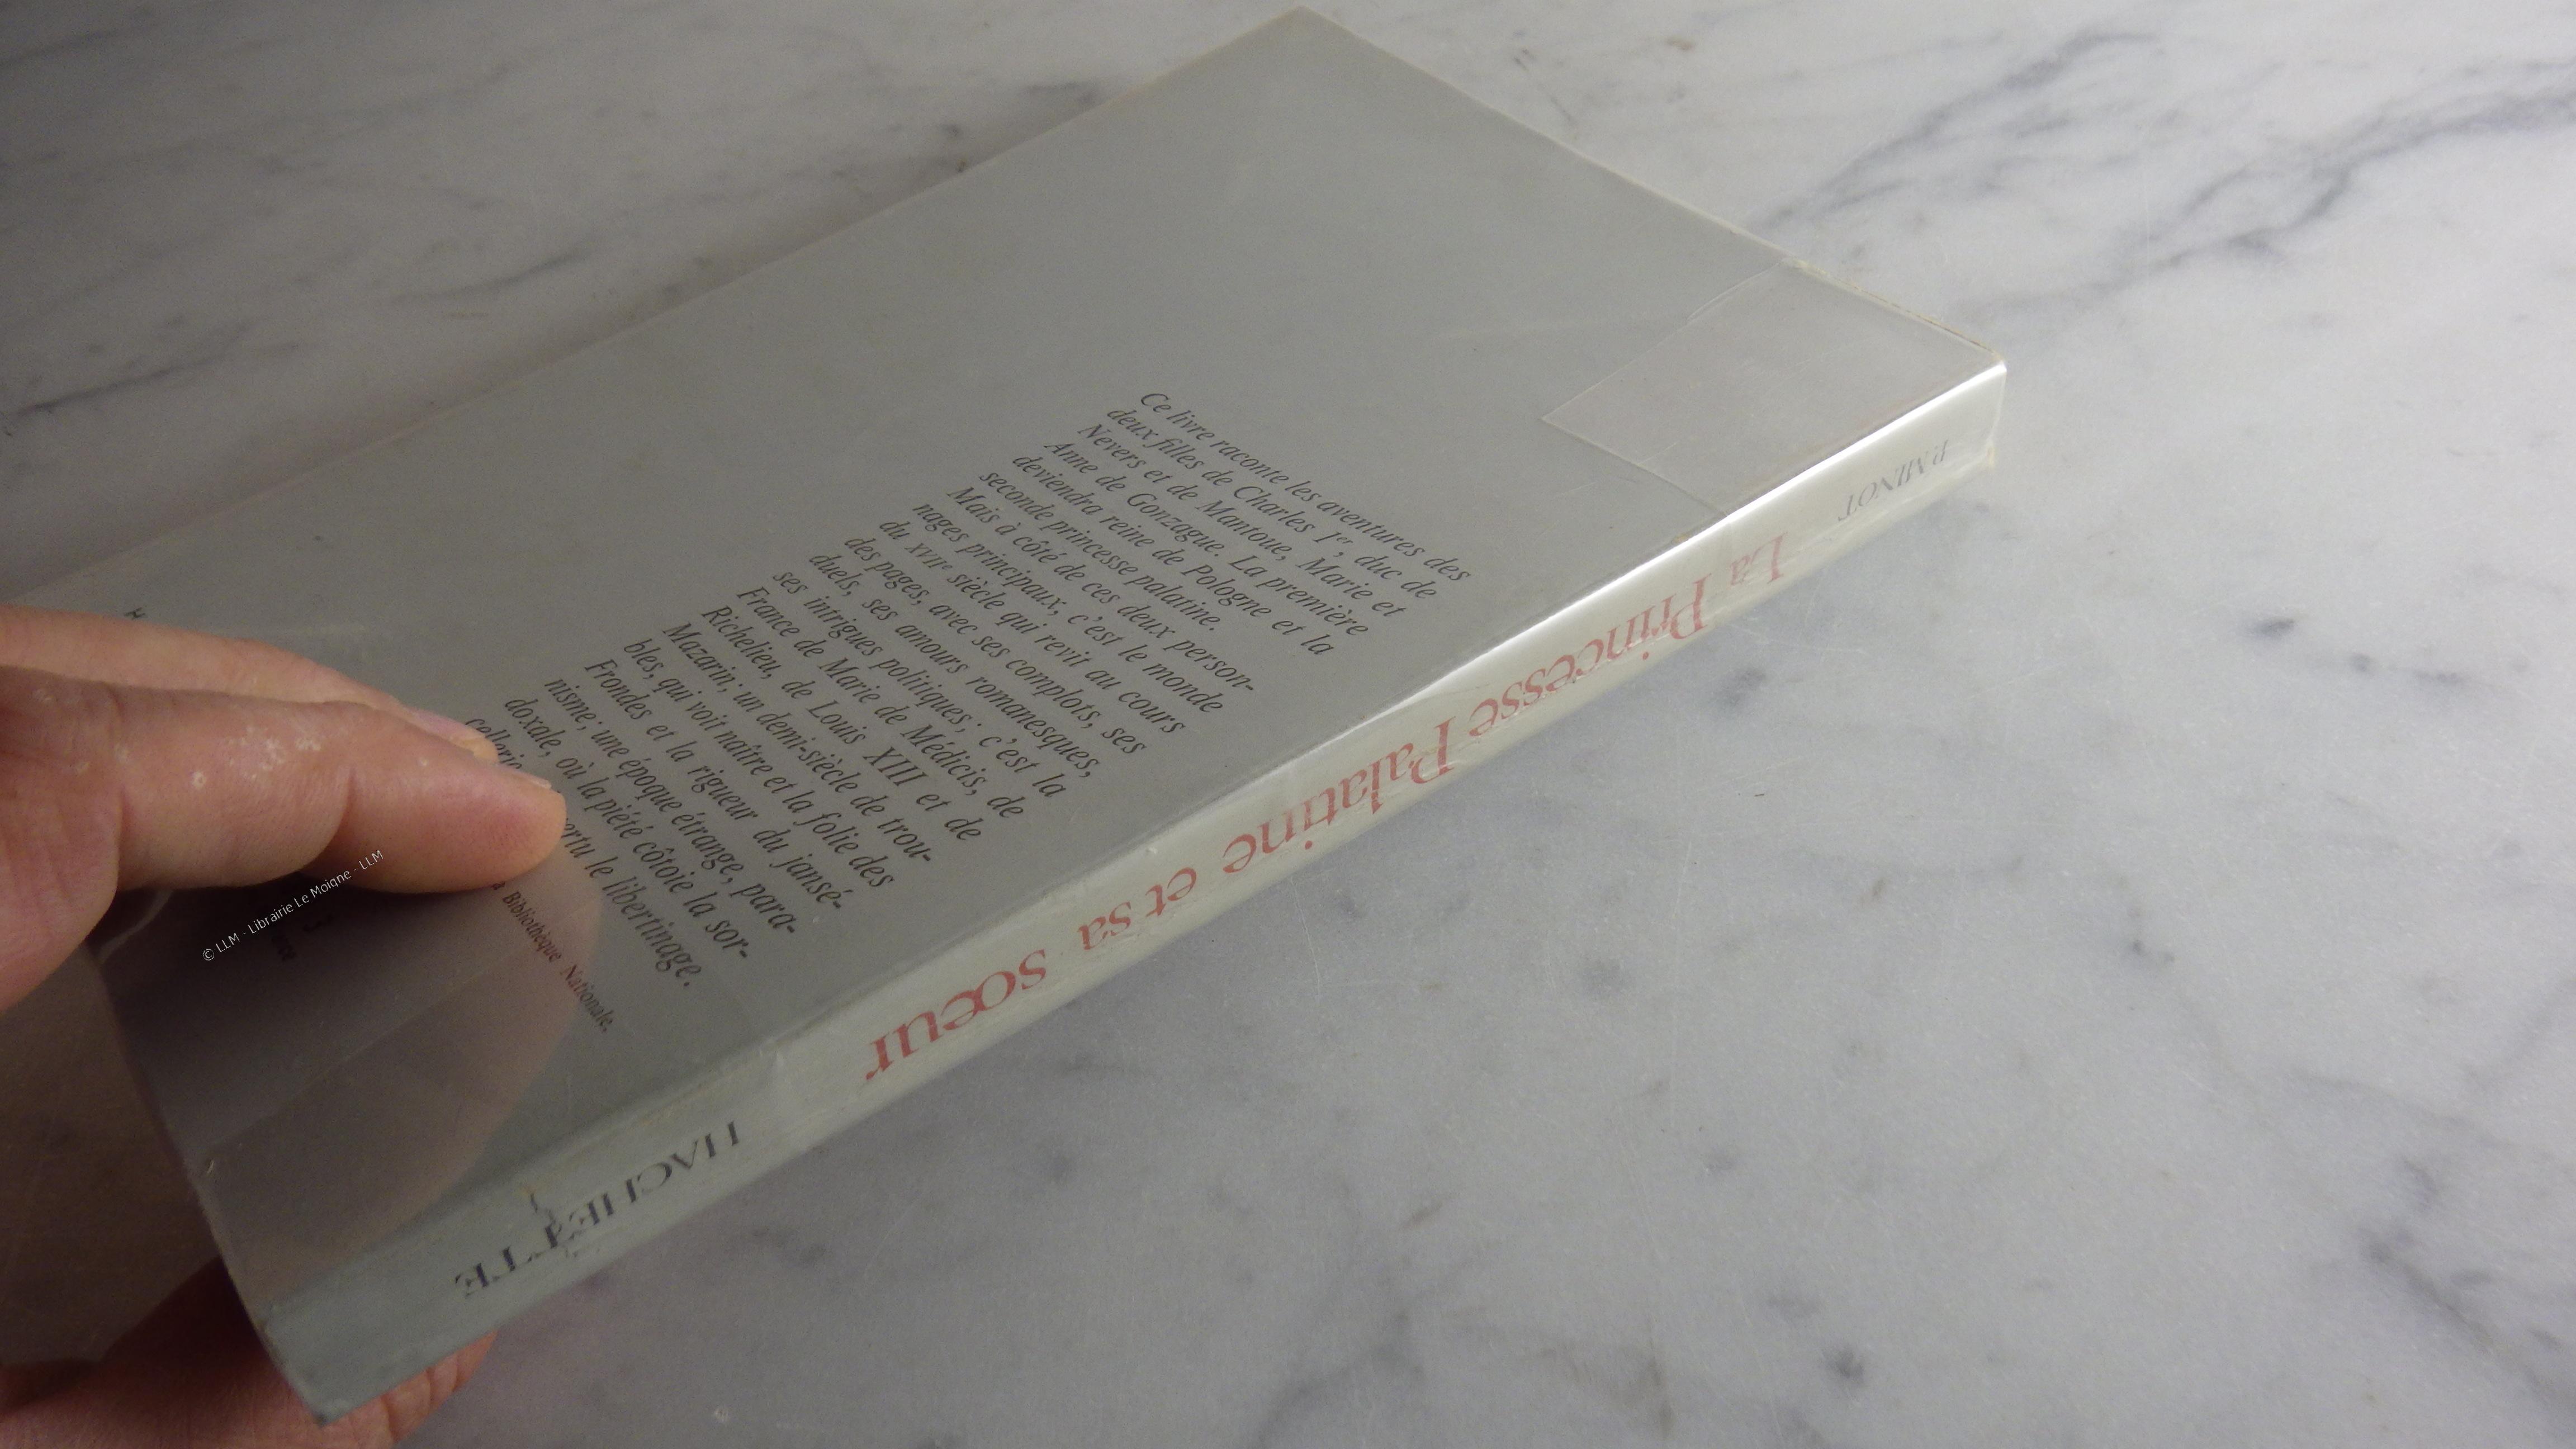 Ce livre raconte les aventures des
deux filles de Charles Ier, duc de
Nevers et de Mantoue, Marie et
Anne de Gonzague. La première
deviendra reine de Pologne et la
seconde princesse palatine.
Mais à côté de ces deux person-
nages principaux, c'est le monde
du XVIIe siècle qui revit au cours
des pages, avec ses complots, ses
duels, ses amours romanesques,
ses intrigues politiques ; c'est la
France de Marie de Médicis, de
Richelieu, de Louis XIII et de
Mazarin ; un demi-siècle de trou-
bles, qui voit naître et la folie des
Frondes et la rigueur du jansé-
nisme ; une époque étrange, para-
doxale, où la piété côtoie la sor-
le libertinage.
Bibliothèque Nationale.
P. MINOT
La Princesse Palatine et sa sœur
HACHETTE
© LLM - Librairie Le Moigne - LLM